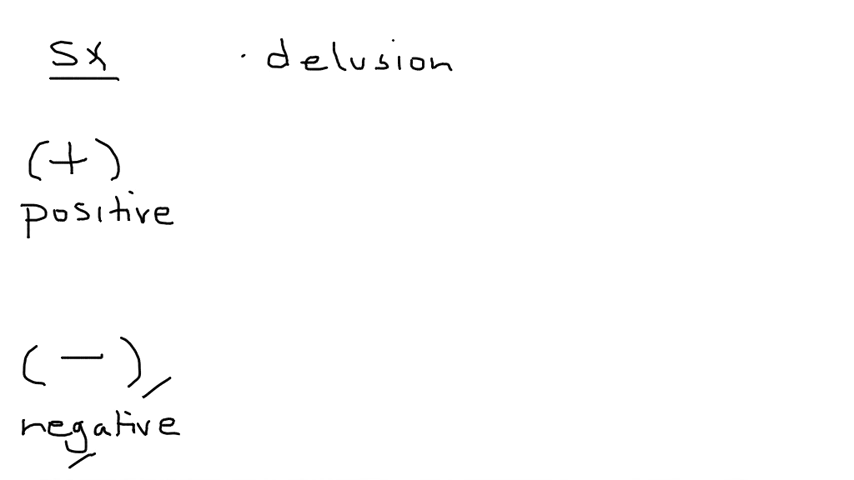 Sx
· delusion
(+)
positive
(-)
negative